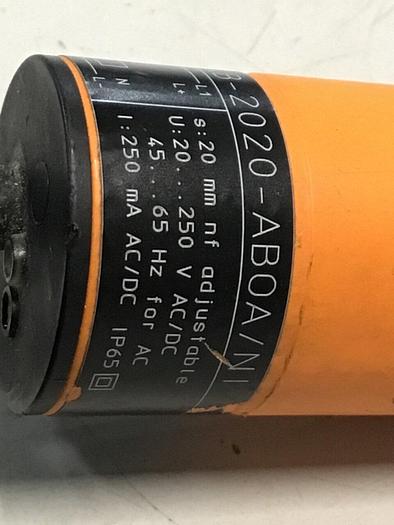 B-2020-ABOA/NI
s:20 mm nf adjustable
U:20...250 V AC/DC
45...65 Hz for AC
I:250 mA AC/DC IP65
L1
L+
N
L-